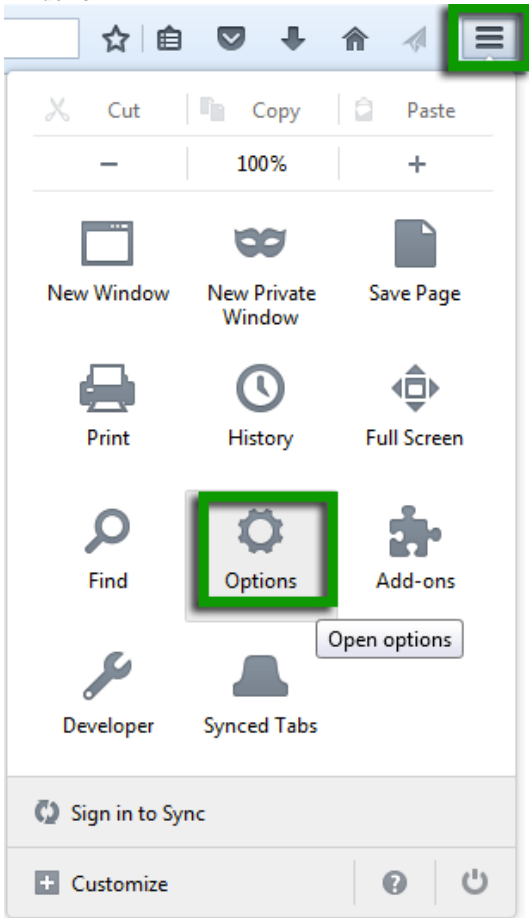 Cut Copy Paste
− 100% +
New Window New Private Save Page
Window
Print History Full Screen
Find Options Add-ons
Open options
Developer Synced Tabs
Sign in to Sync
Customize